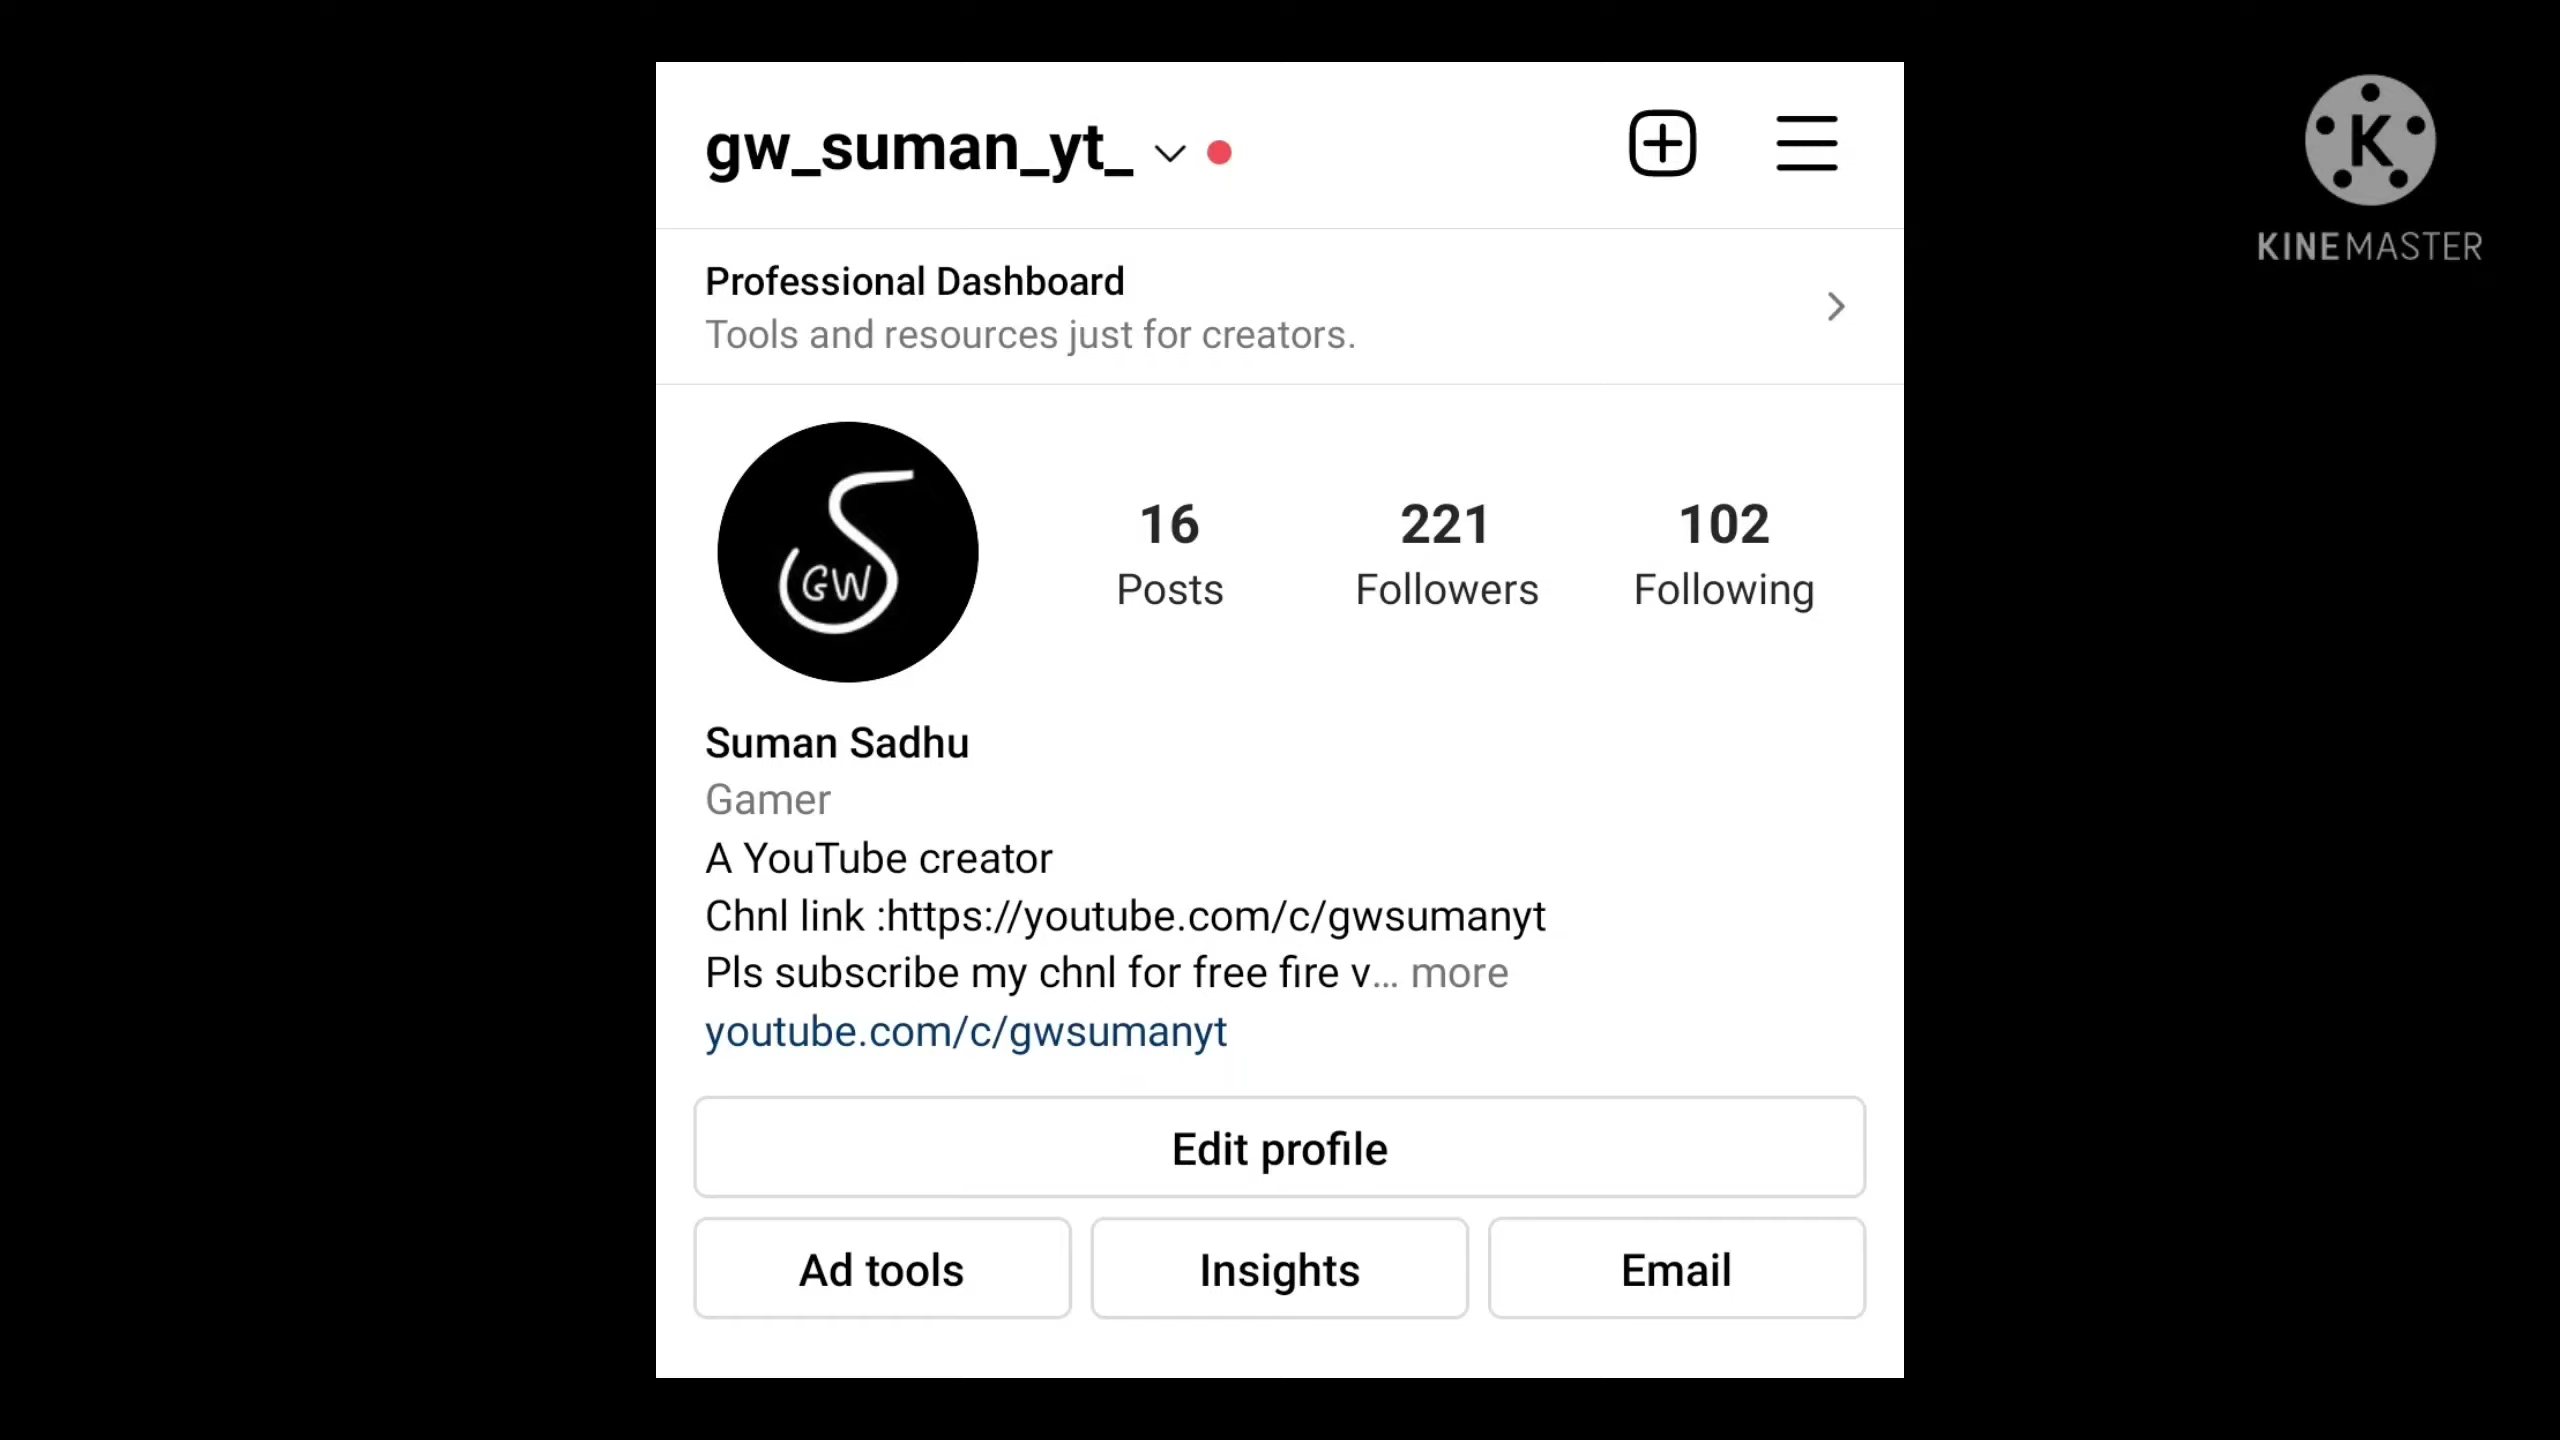 gw_suman_yt_
KINEMASTER
K
Professional Dashboard
Tools and resources just for creators.
GW
16 221 102
Posts Followers Following
Suman Sadhu
Gamer
A YouTube creator
Chnl link :https://youtube.com/c/gwsumanyt
Pls subscribe my chnl for free fire v... more
youtube.com/c/gwsumanyt
Edit profile
Ad tools Insights Email